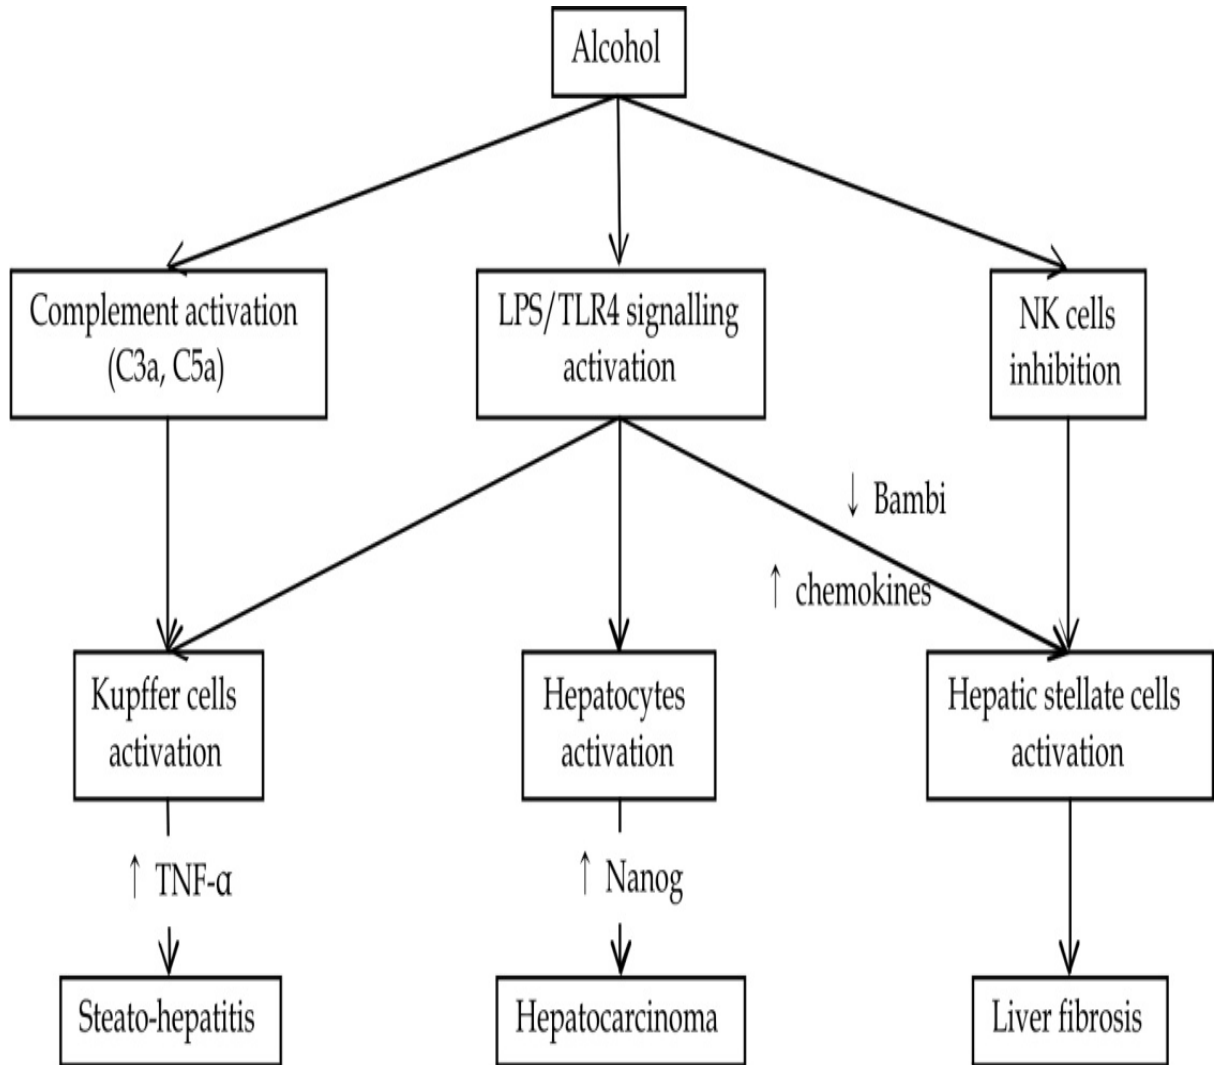 Alcohol
Complement activation
(C3a, C5a)
LPS/TLR4 signalling
activation
NK cells
inhibition
↓ Bambi
↑ chemokines
Kupffer cells
activation
Hepatocytes
activation
Hepatic stellate cells
activation
↑ TNF-α
↑ Nanog
Steato-hepatitis
Hepatocarcinoma
Liver fibrosis